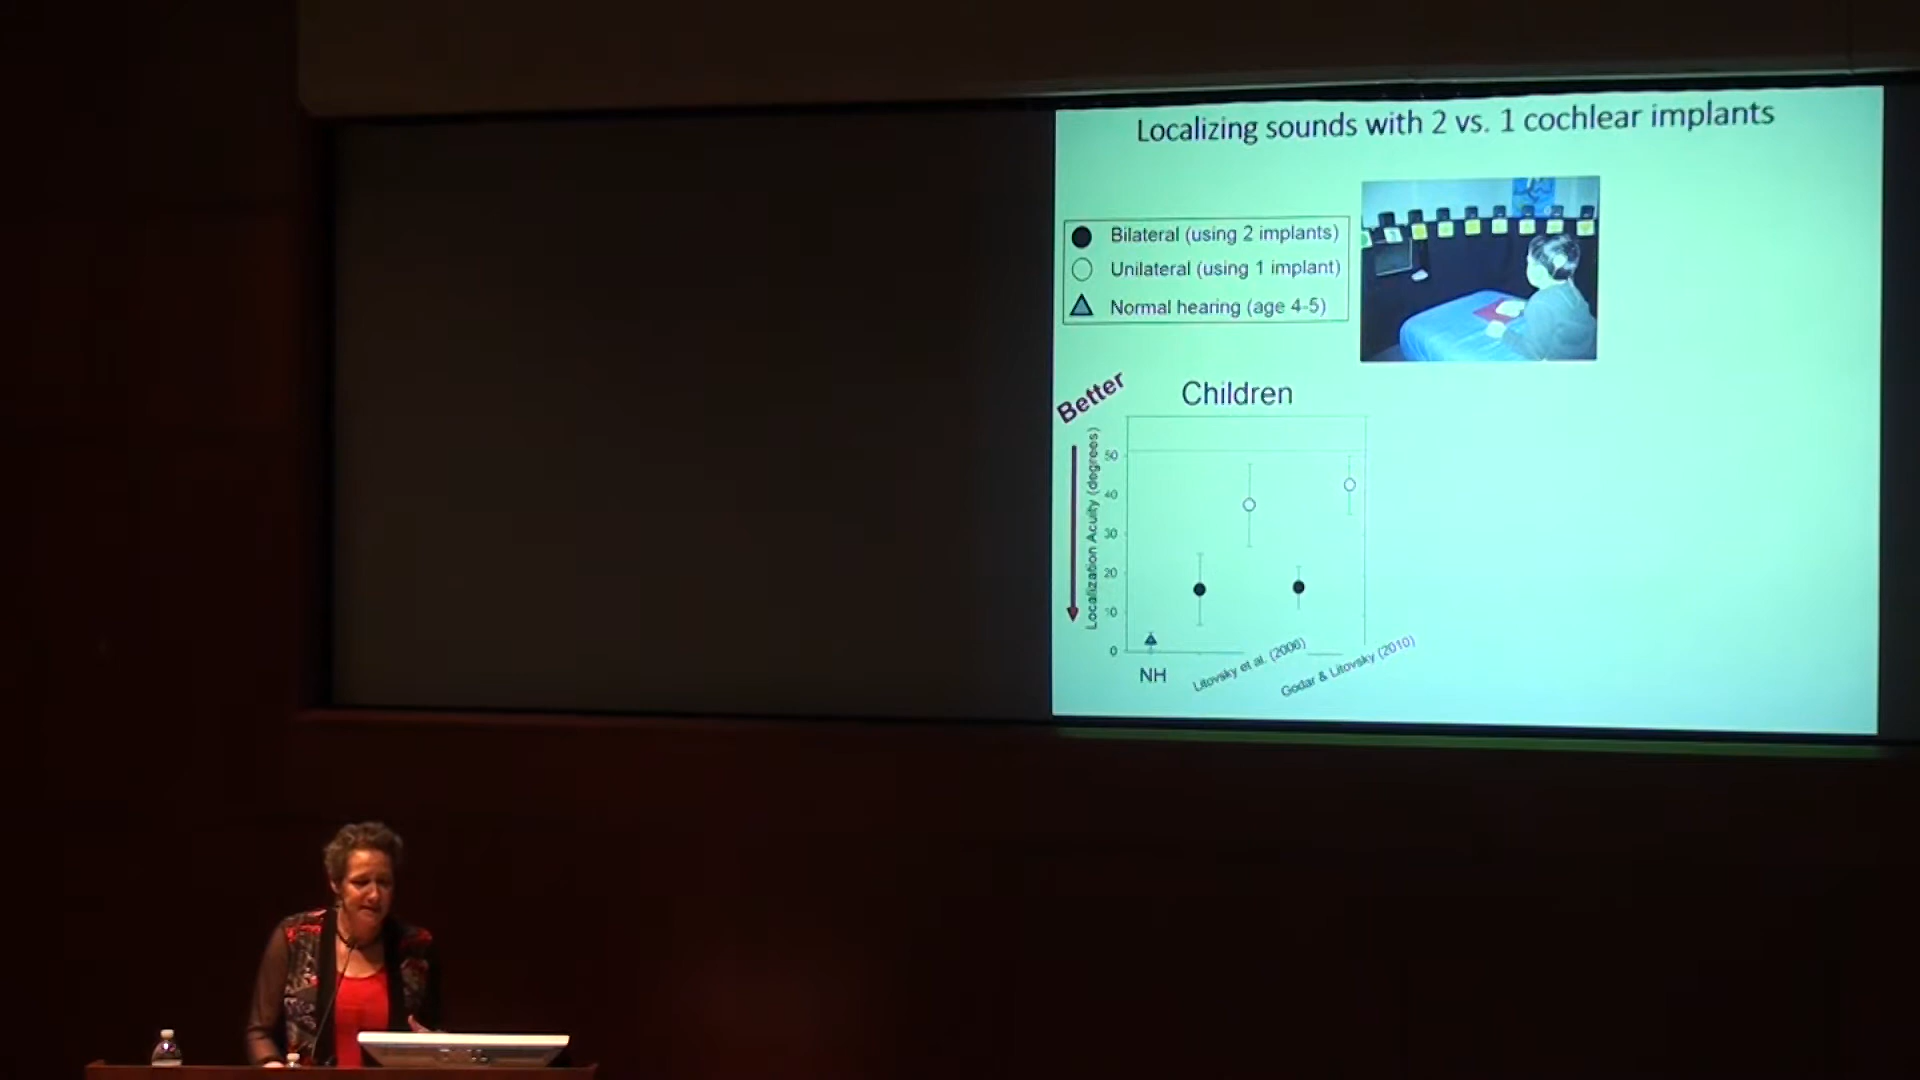 Localizing sounds with 2 vs. 1 cochlear implants
Bilateral (using 2 implants)
Unilateral (using 1 implant)
Normal hearing (age 4-5)
Better
Children
Localization Acuity (degrees)
50
40
30
20
10
0
NH
Litovsky et al. (2006)
Godar & Litovsky (2010)